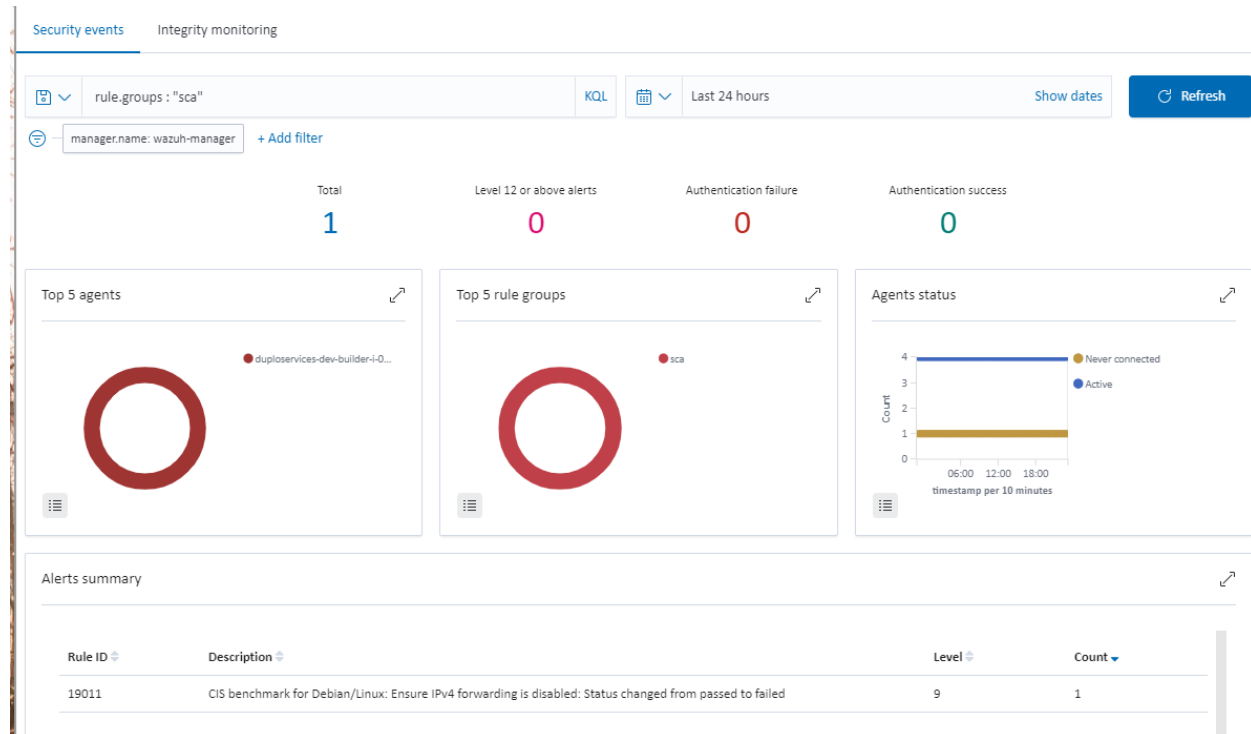 Security events Integrity monitoring
rule.groups : "sca" KQL Last 24 hours Show dates Refresh
manager.name: wazuh-manager + Add filter
Total Level 12 or above alerts Authentication failure Authentication success
1 0 0 0
Top 5 agents
duploservices-dev-builder-i-0...
Top 5 rule groups
sca
Agents status
4
3
2
1
0
Count
06:00 12:00 18:00
timestamp per 10 minutes
Never connected
Active
Alerts summary
Rule ID Description Level Count
19011 CIS benchmark for Debian/Linux: Ensure IPv4 forwarding is disabled: Status changed from passed to failed 9 1